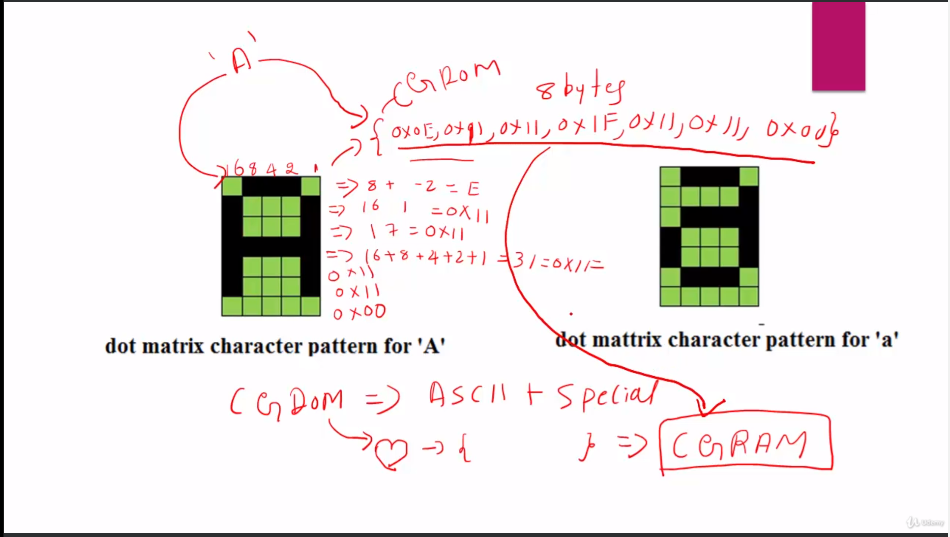 'A'
CGROM
8 bytes
{0x0E, 0x11, 0x11, 0x1F, 0x11, 0x11, 0x00}
16 8 4 2 1
=> 8 + -2 = E
=> 16 1 = 0x11
=> 17 = 0x11
=> 16+8+4+2+1 = 31 = 0x11=
0x11
0x11
0x00
dot matrix character pattern for 'A'
dot mattrix character pattern for 'a'
CGROM => ASCII + Special
→ { } => CGRAM
Udemy